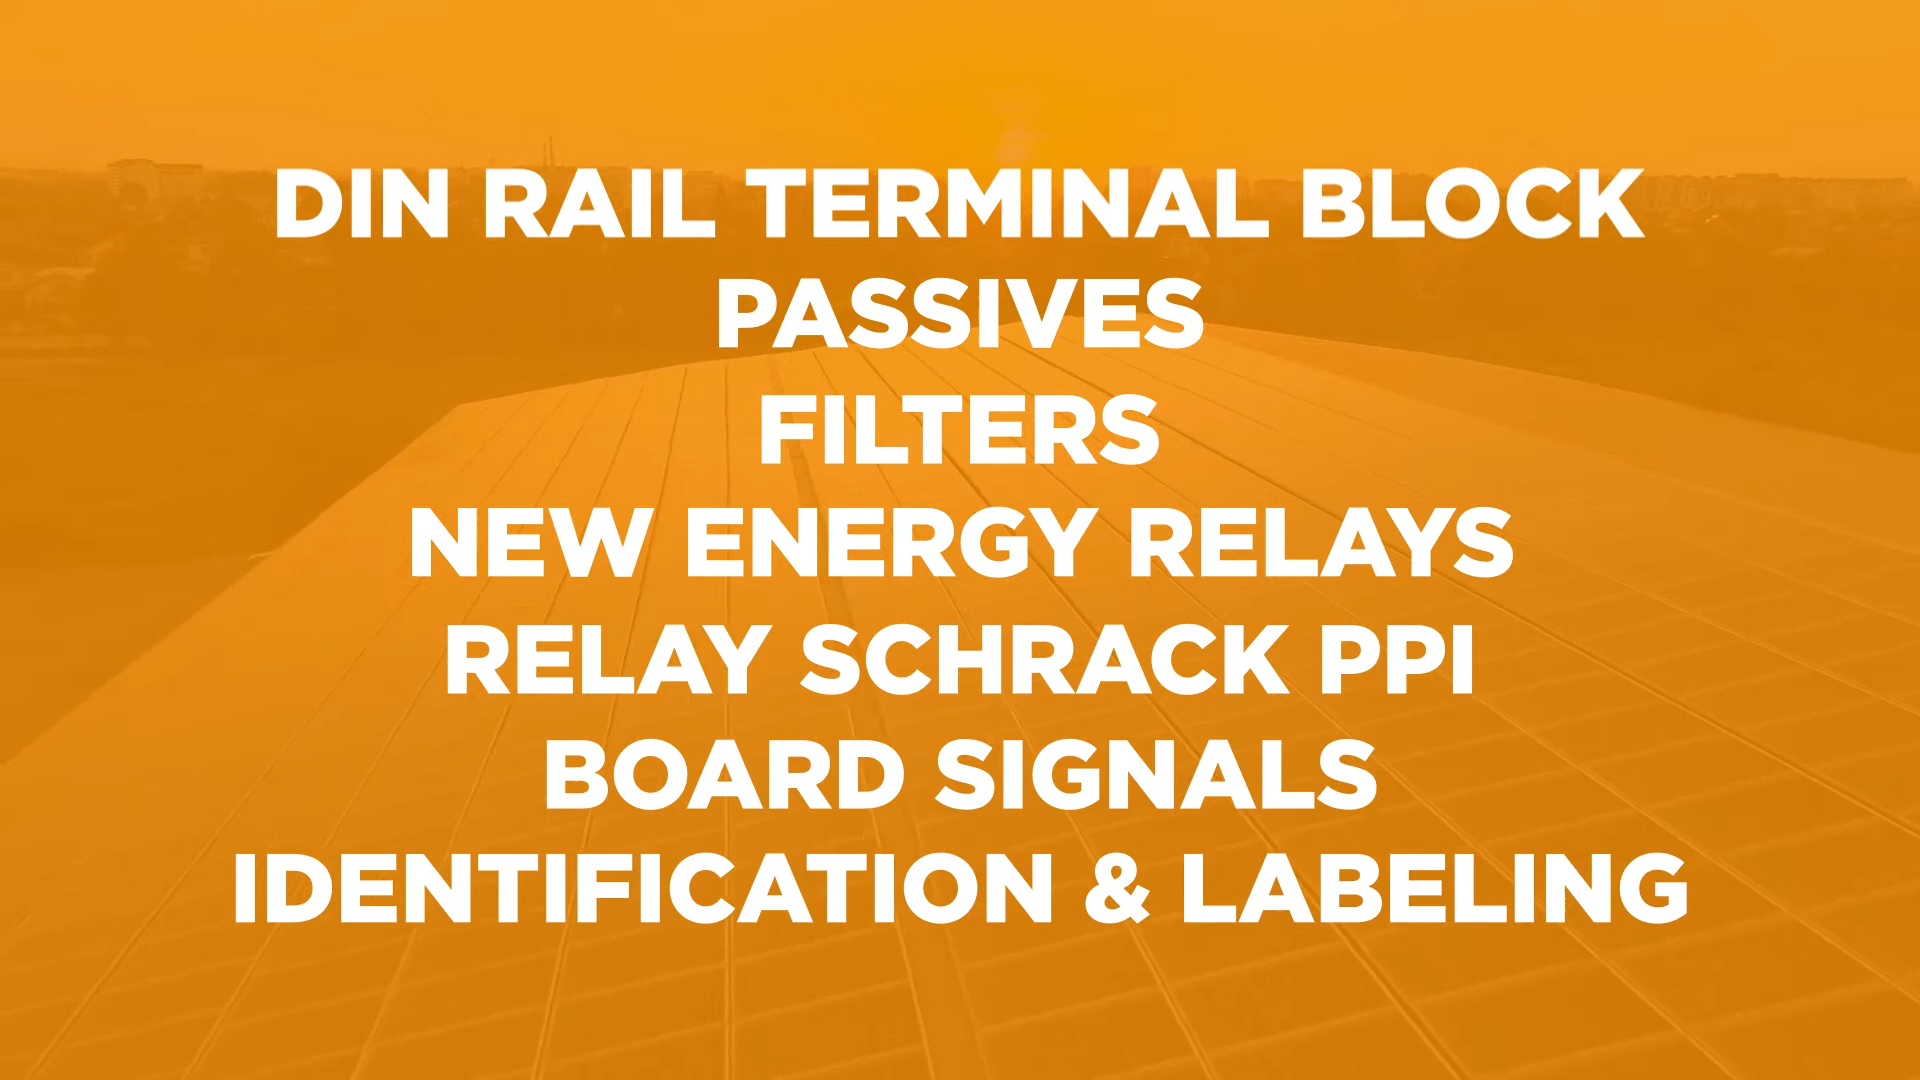 DIN RAIL TERMINAL BLOCK
PASSIVES
FILTERS
NEW ENERGY RELAYS
RELAY SCHRACK PPI
BOARD SIGNALS
IDENTIFICATION & LABELING